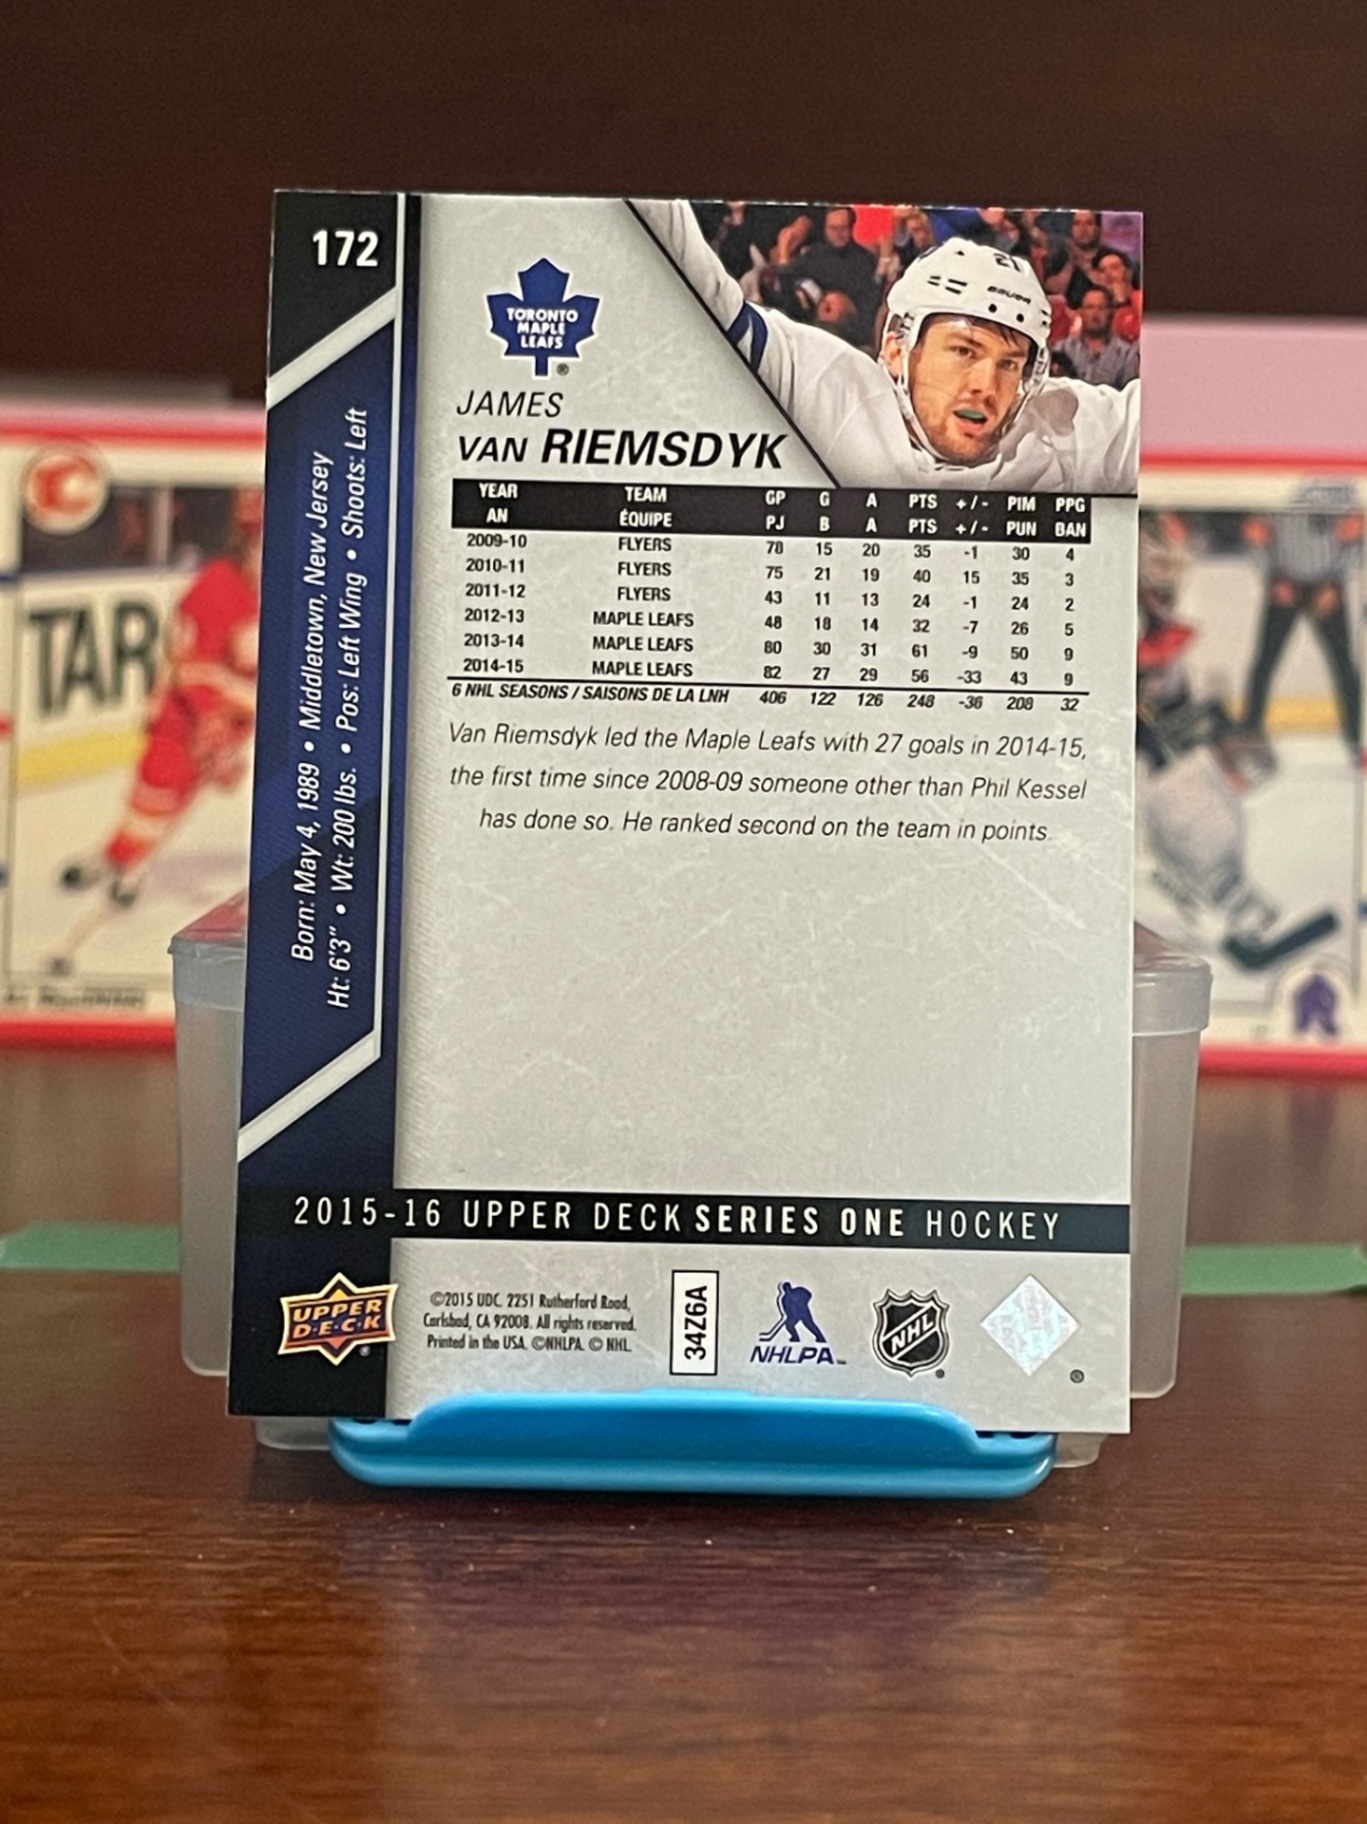 172
TORONTO
MAPLE
LEAFS
®
21
BAUER
JAMES
VAN RIEMSDYK
Born: May 4, 1989 • Middletown, New Jersey
Ht: 6'3" • Wt: 200 lbs. • Pos: Left Wing • Shoots: Left
YEAR TEAM GP G A PTS +/- PIM PPG
AN ÉQUIPE PJ B A PTS +/- PUN BAN
2009-10 FLYERS 78 15 20 35 -1 30 4
2010-11 FLYERS 75 21 19 40 15 35 3
2011-12 FLYERS 43 11 13 24 -1 24 2
2012-13 MAPLE LEAFS 48 18 14 32 -7 26 5
2013-14 MAPLE LEAFS 80 30 31 61 -9 50 9
2014-15 MAPLE LEAFS 82 27 29 56 -33 43 9
6 NHL SEASONS / SAISONS DE LA LNH 406 122 126 248 -36 208 32
Van Riemsdyk led the Maple Leafs with 27 goals in 2014-15,
the first time since 2008-09 someone other than Phil Kessel
has done so. He ranked second on the team in points.
TAR
2015-16 UPPER DECK SERIES ONE HOCKEY
UPPER
D·E·C·K
®
©2015 UDC. 2251 Rutherford Road,
Carlsbad, CA 92008. All rights reserved.
Printed in the USA. ©NHLPA. © NHL.
34Z6A
NHLPA™
NHL
®